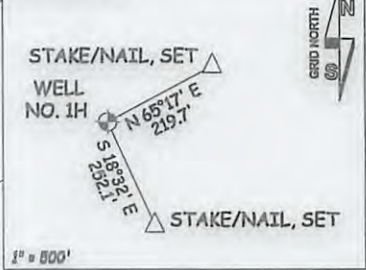 STAKE/NAIL, SET
WELL
NO. 1H
N 65°17' E
219.7'
S 18°32' E
252.1'
STAKE/NAIL, SET
1" = 500'
GRID NORTH
N
S